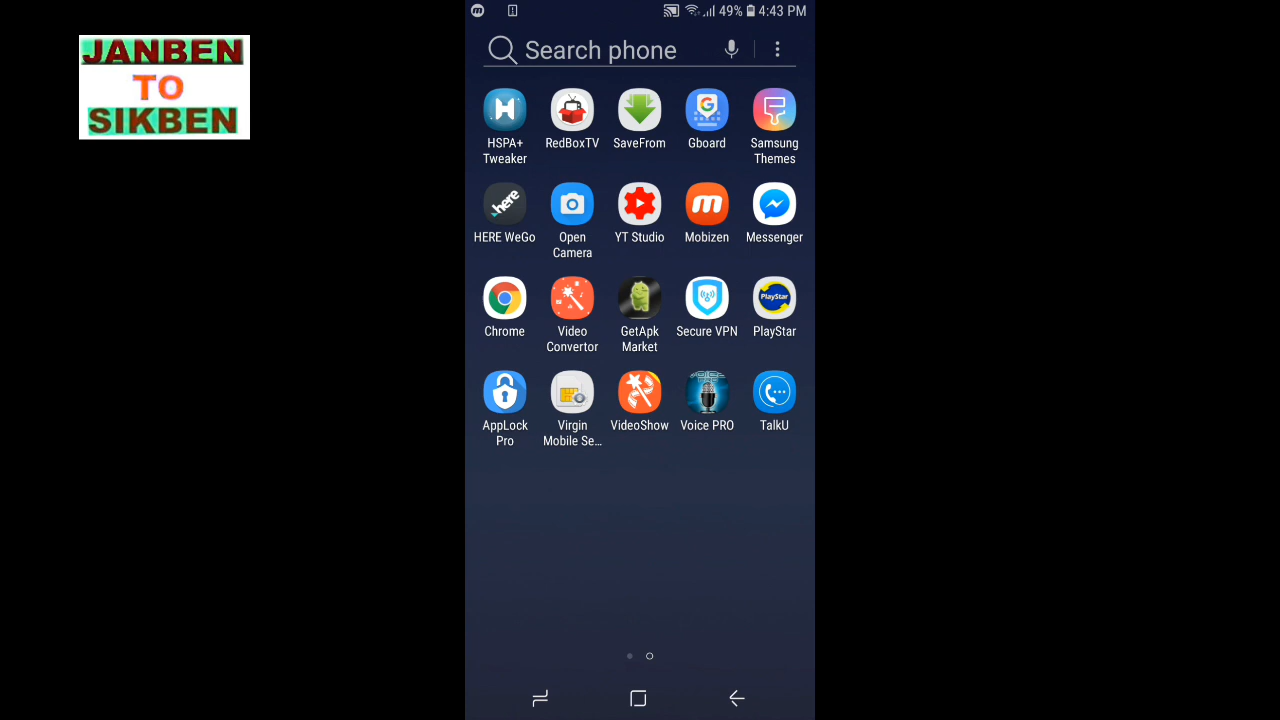 JANBEN
TO
SIKBEN
49% 4:43 PM
Search phone
HSPA+
Tweaker
RedBoxTV
SaveFrom
Gboard
Samsung
Themes
HERE WeGo
Open
Camera
YT Studio
Mobizen
Messenger
Chrome
Video
Convertor
GetApk
Market
Secure VPN
PlayStar
AppLock
Pro
Virgin
Mobile Se...
VideoShow
Voice PRO
TalkU
here
PlayStar